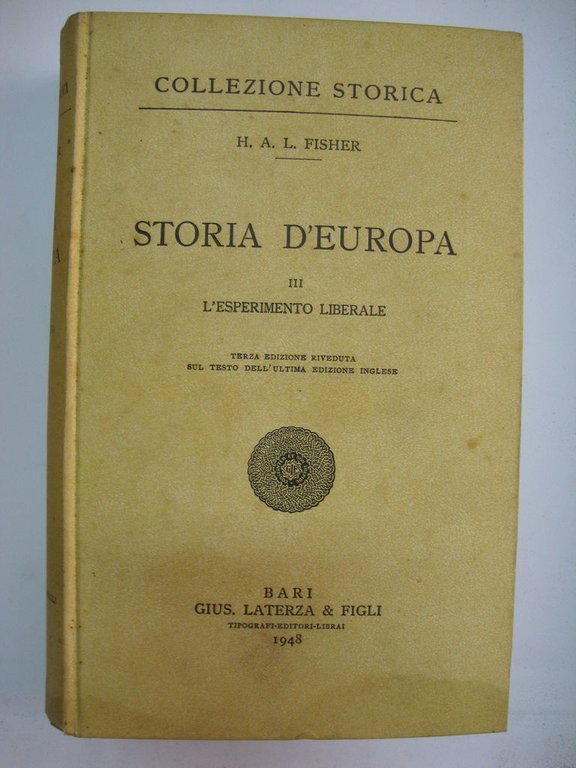 COLLEZIONE STORICA
H. A. L. FISHER
STORIA D'EUROPA
III
L'ESPERIMENTO LIBERALE
TERZA EDIZIONE RIVEDUTA
SUL TESTO DELL'ULTIMA EDIZIONE INGLESE
BARI
GIUS. LATERZA & FIGLI
TIPOGRAFI-EDITORI-LIBRAI
1948